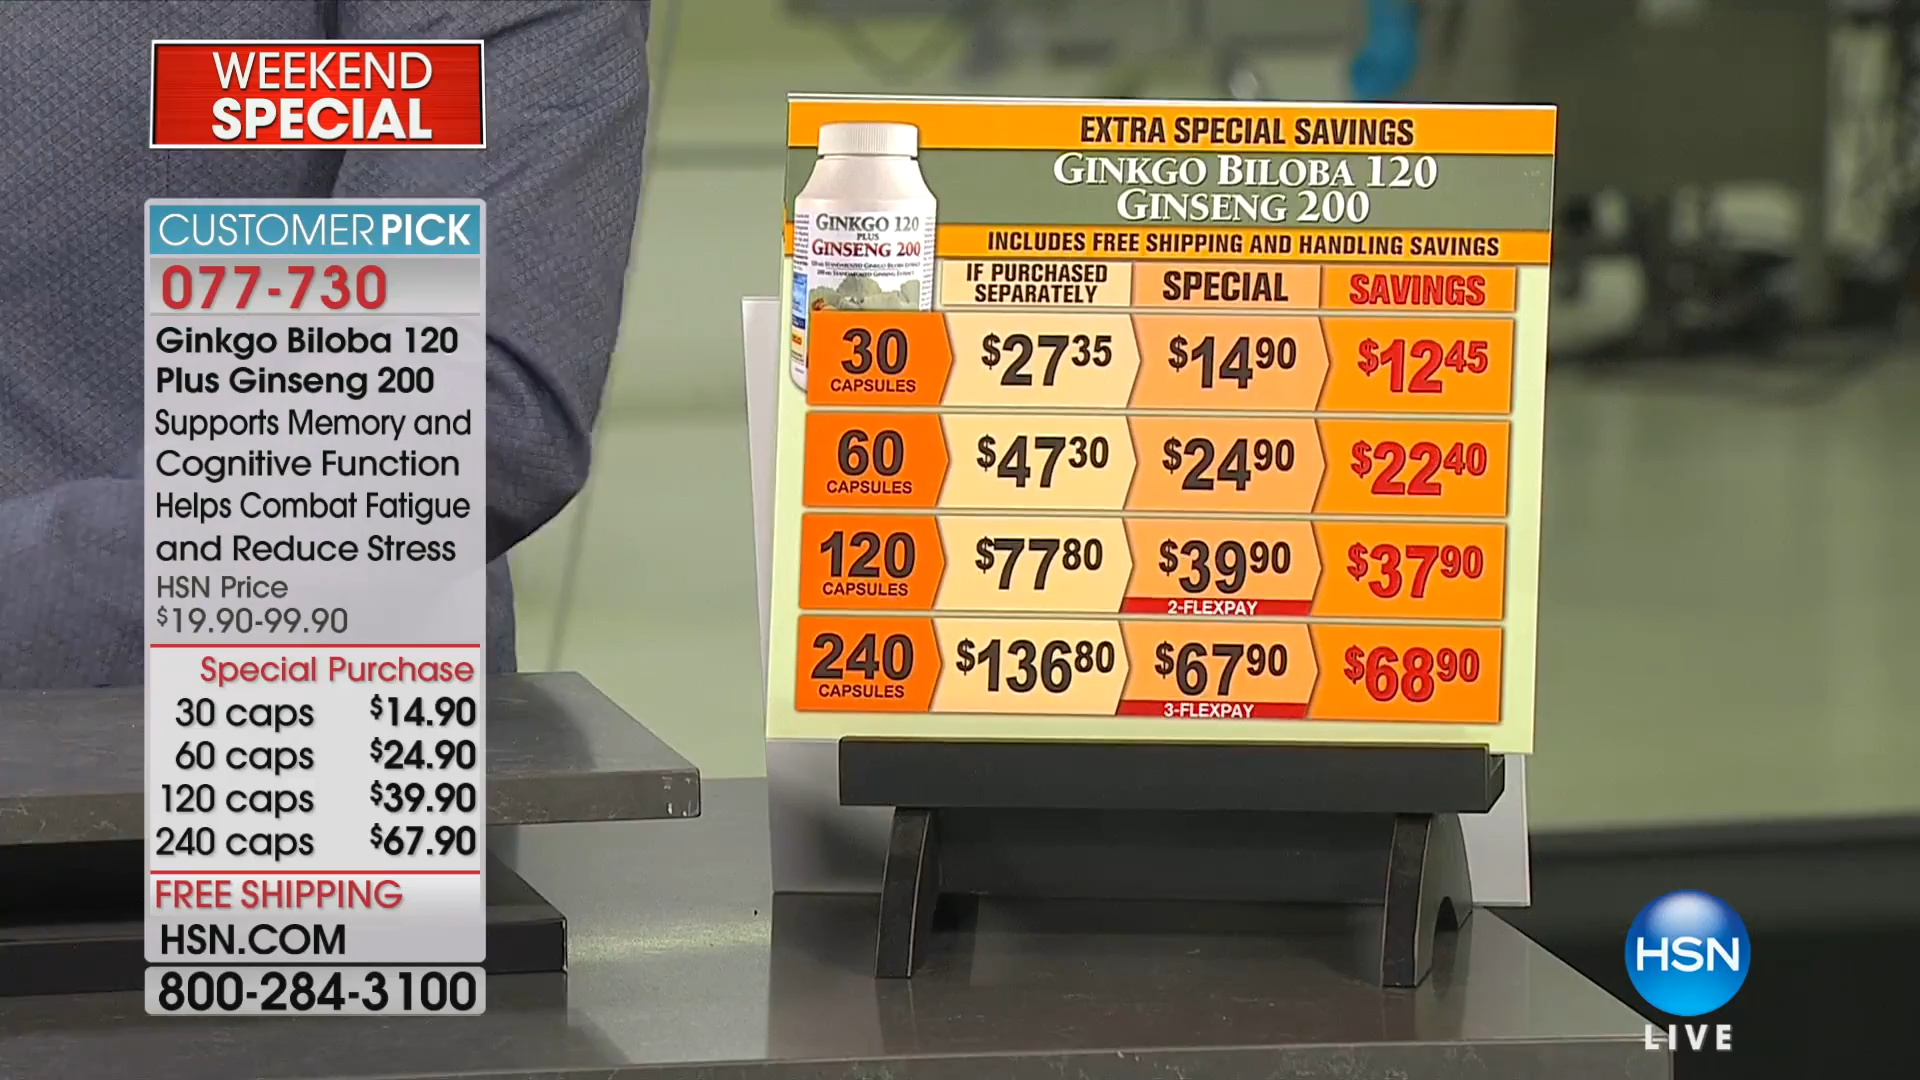 WEEKEND
SPECIAL
CUSTOMER PICK
077-730
Ginkgo Biloba 120
Plus Ginseng 200
Supports Memory and
Cognitive Function
Helps Combat Fatigue
and Reduce Stress
HSN Price
$19.90-99.90
Special Purchase
30 caps $14.90
60 caps $24.90
120 caps $39.90
240 caps $67.90
FREE SHIPPING
HSN.COM
800-284-3100
EXTRA SPECIAL SAVINGS
GINKGO BILOBA 120
GINSENG 200
INCLUDES FREE SHIPPING AND HANDLING SAVINGS
GINKGO 120
PLUS
GINSENG 200
IF PURCHASED
SEPARATELY
SPECIAL
SAVINGS
30
CAPSULES
$27.35
$14.90
$12.45
60
CAPSULES
$47.30
$24.90
$22.40
120
CAPSULES
$77.80
$39.90
2-FLEXPAY
$37.90
240
CAPSULES
$136.80
$67.90
3-FLEXPAY
$68.90
HSN
LIVE